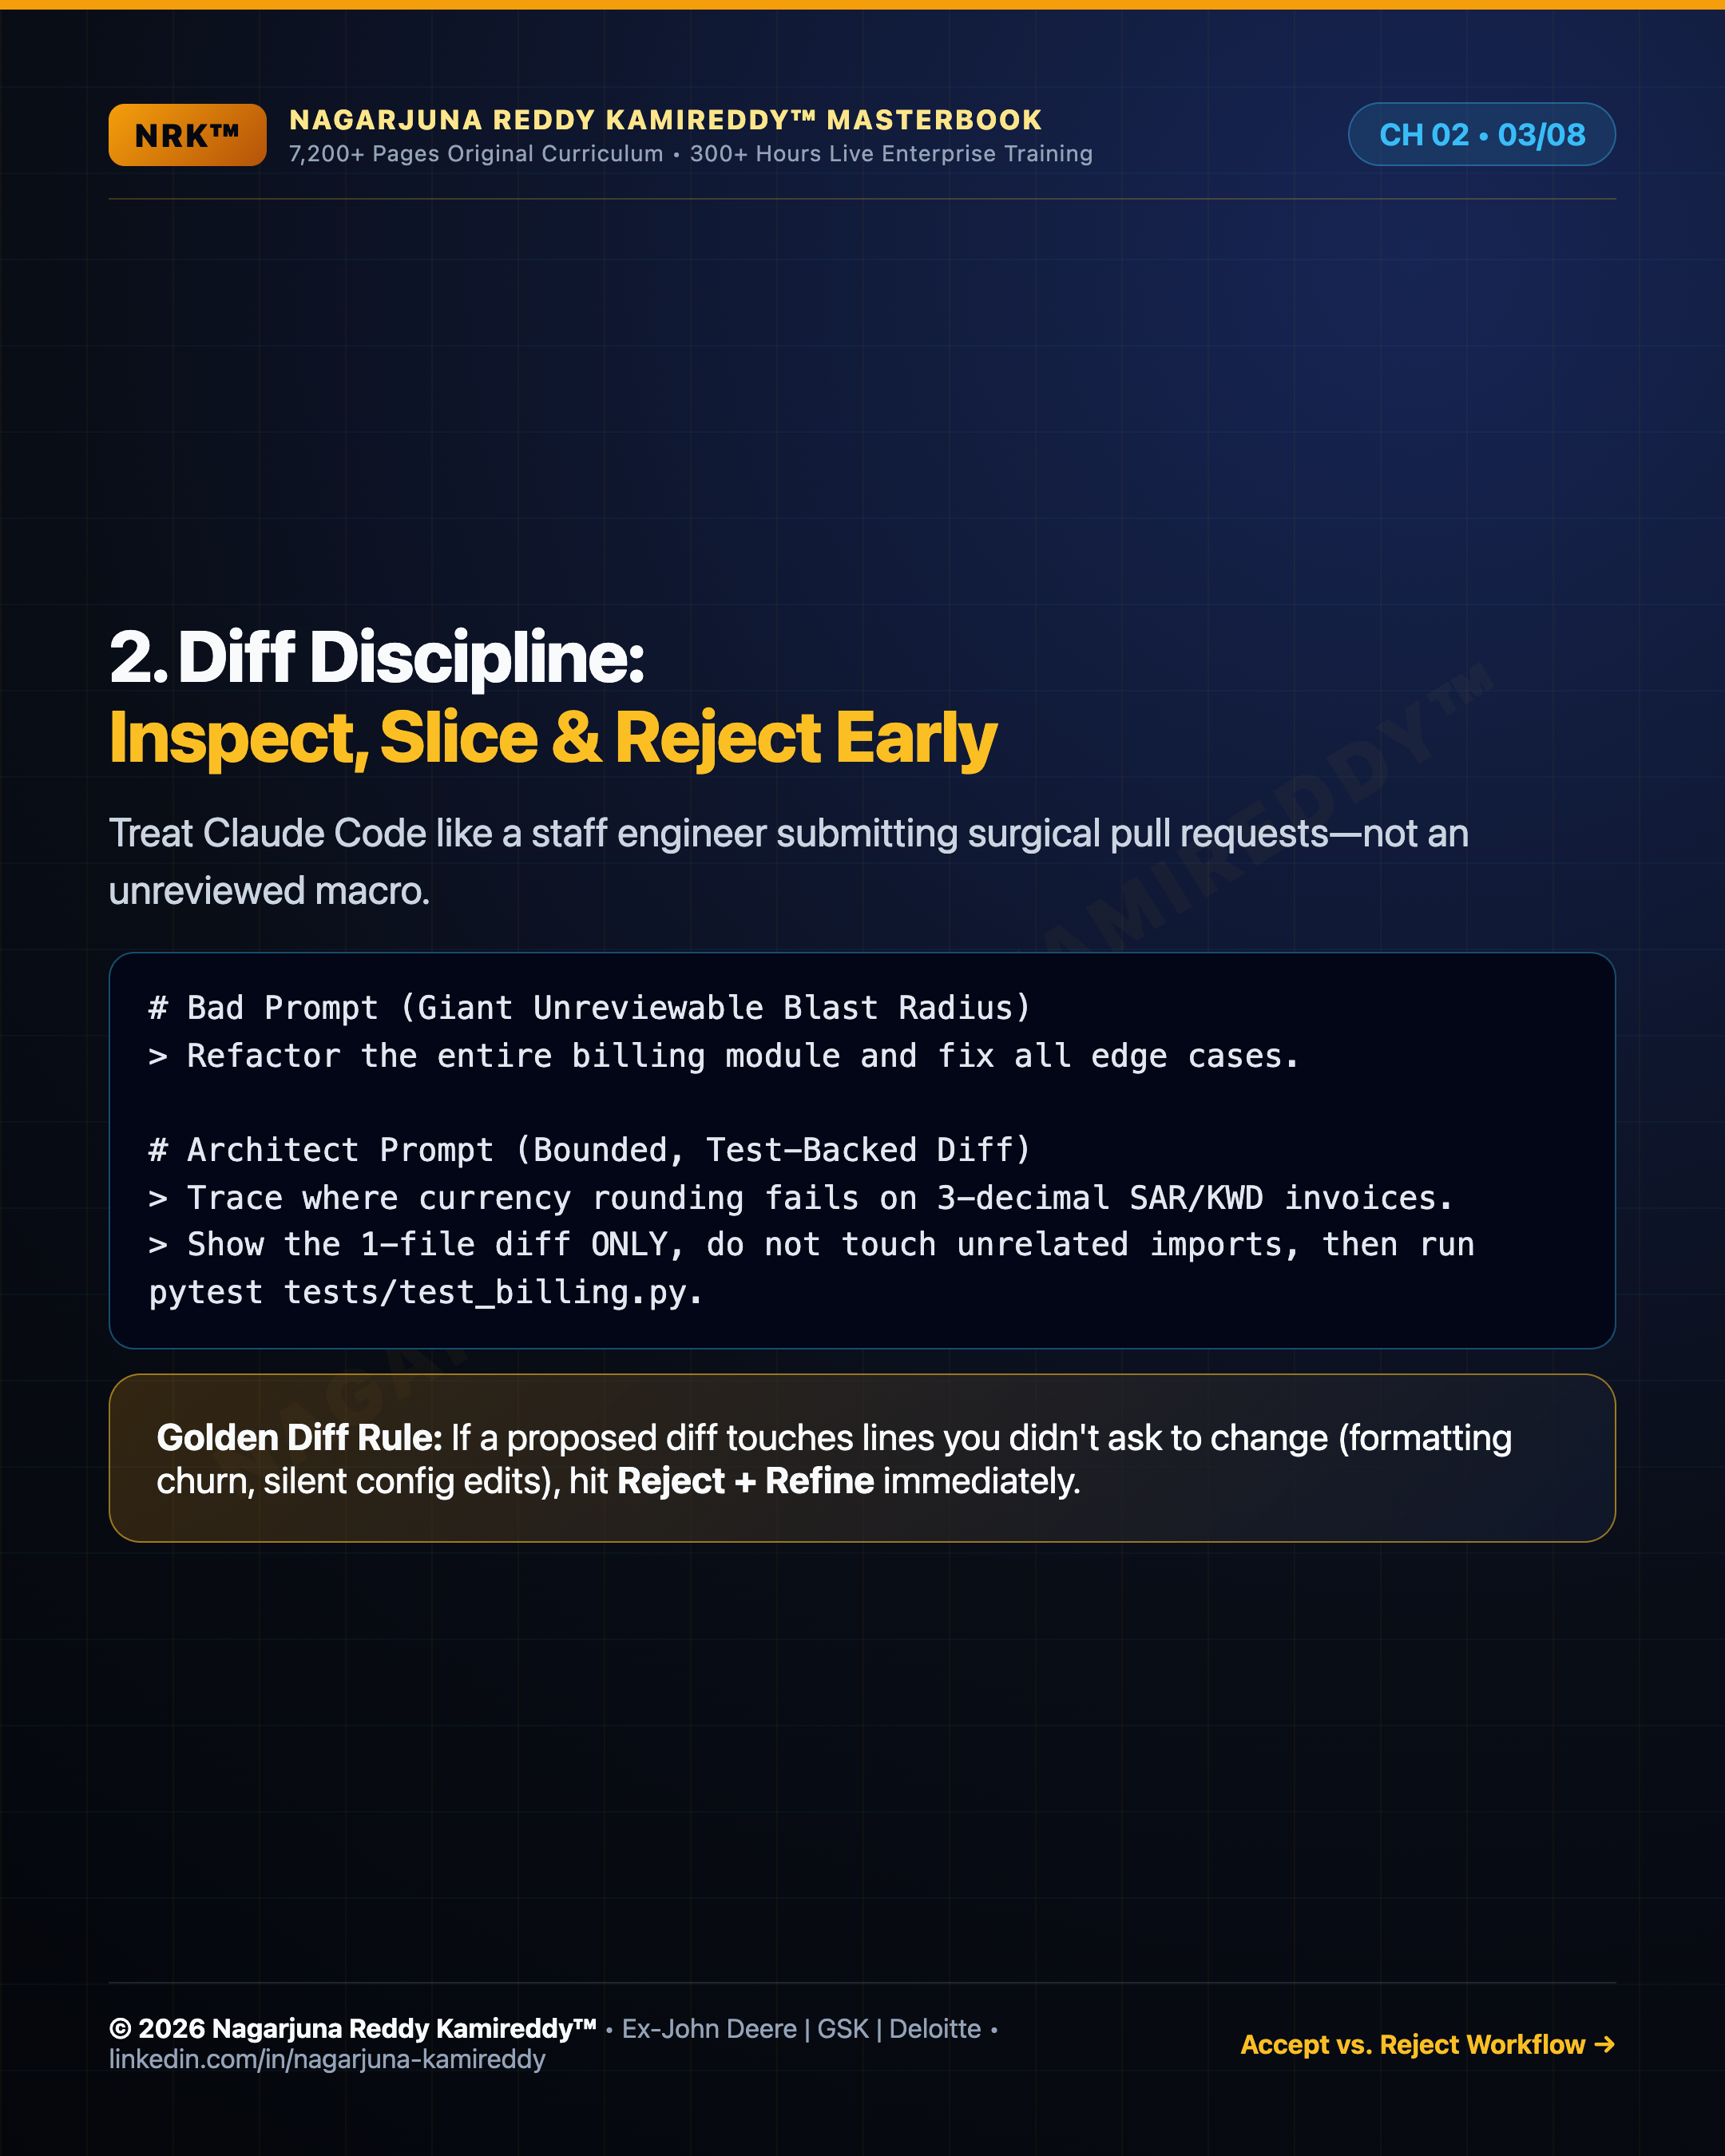 NRK™
NAGARJUNA REDDY KAMIREDDY™ MASTERBOOK
7,200+ Pages Original Curriculum • 300+ Hours Live Enterprise Training
CH 02 • 03/08
2. Diff Discipline:
Inspect, Slice & Reject Early
Treat Claude Code like a staff engineer submitting surgical pull requests—not an
unreviewed macro.
# Bad Prompt (Giant Unreviewable Blast Radius)
> Refactor the entire billing module and fix all edge cases.
# Architect Prompt (Bounded, Test-Backed Diff)
> Trace where currency rounding fails on 3-decimal SAR/KWD invoices.
> Show the 1-file diff ONLY, do not touch unrelated imports, then run
pytest tests/test_billing.py.
Golden Diff Rule: If a proposed diff touches lines you didn't ask to change (formatting
churn, silent config edits), hit Reject + Refine immediately.
© 2026 Nagarjuna Reddy Kamireddy™ • Ex-John Deere | GSK | Deloitte •
linkedin.com/in/nagarjuna-kamireddy
Accept vs. Reject Workflow →